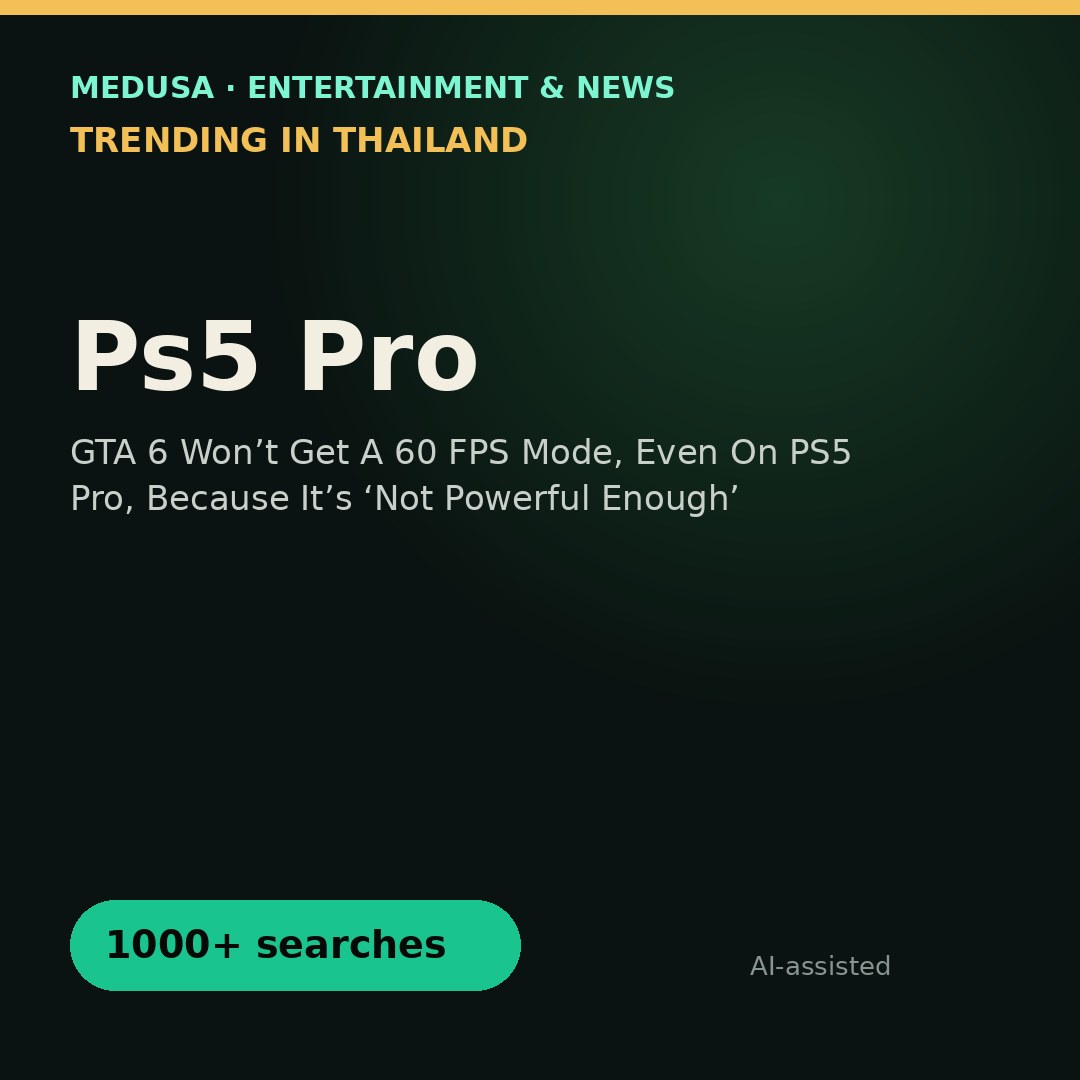 MEDUSA · ENTERTAINMENT & NEWS
TRENDING IN THAILAND
Ps5 Pro
GTA 6 Won’t Get A 60 FPS Mode, Even On PS5
Pro, Because It’s ‘Not Powerful Enough’
1000+ searches
AI-assisted